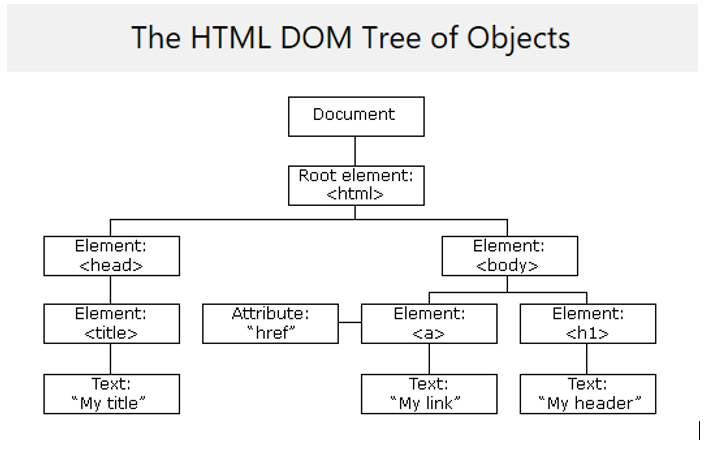 The HTML DOM Tree of Objects
Document
Root element:
<html>
Element:
<head>
Element:
<body>
Element:
<title>
Attribute:
“href”
Element:
<a>
Element:
<h1>
Text:
“My title”
Text:
“My link”
Text:
“My header”